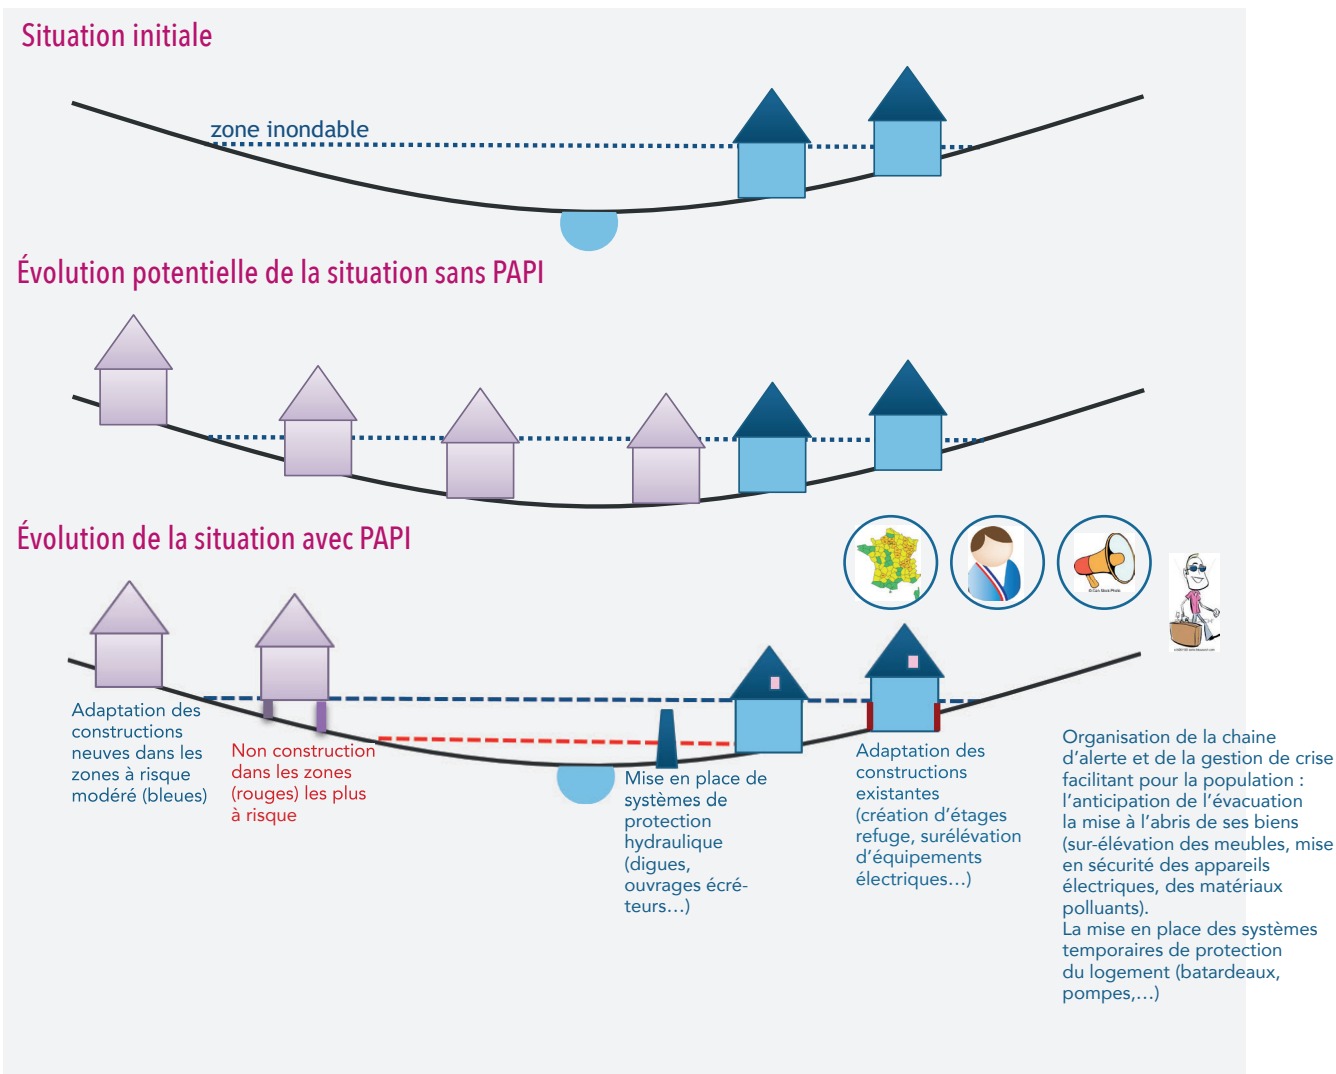 Situation initiale
zone inondable
Évolution potentielle de la situation sans PAPI
Évolution de la situation avec PAPI
Adaptation des
constructions
neuves dans les
zones à risque
modéré (bleues)
Non construction
dans les zones
(rouges) les plus
à risque
Mise en place de
systèmes de
protection
hydraulique
(digues,
ouvrages écré-
teurs…)
Adaptation des
constructions
existantes
(création d’étages
refuge, surélévation
d’équipements
électriques…)
Organisation de la chaine
d’alerte et de la gestion de crise
facilitant pour la population :
l’anticipation de l’évacuation
la mise à l’abris de ses biens
(sur-élévation des meubles, mise
en sécurité des appareils
électriques, des matériaux
polluants).
La mise en place des systèmes
temporaires de protection
du logement (batardeaux,
pompes,…)